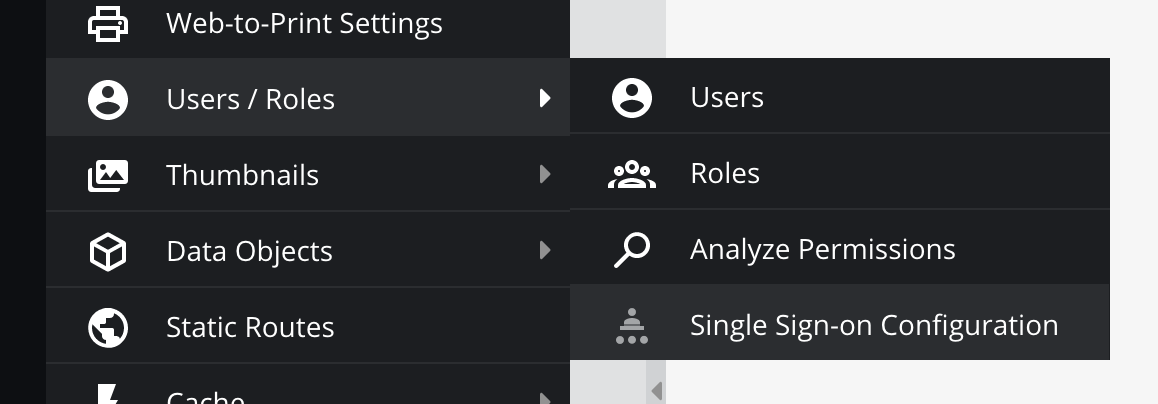 Web-to-Print Settings
Users / Roles
Thumbnails
Data Objects
Static Routes
Cache
Users
Roles
Analyze Permissions
Single Sign-on Configuration